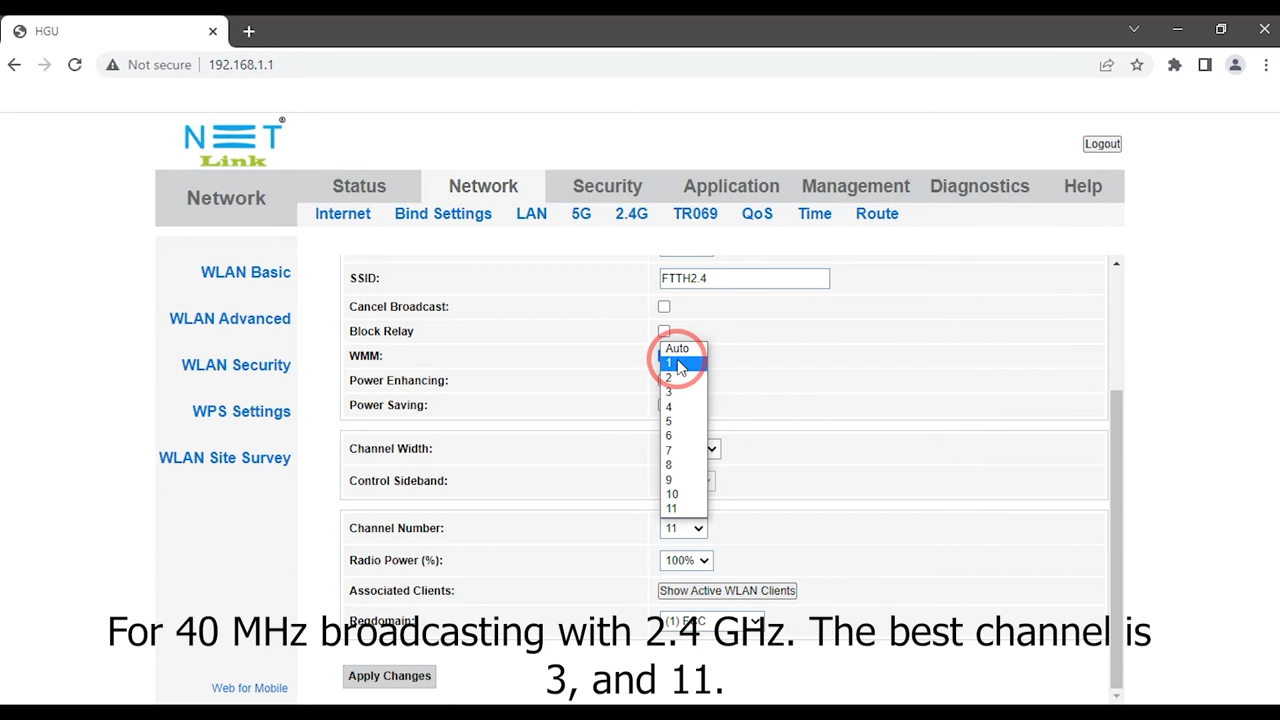 HGU
Not secure
192.168.1.1
NET
Link
®
Logout
Network
Status
Network
Security
Application
Management
Diagnostics
Help
Internet
Bind Settings
LAN
5G
2.4G
TR069
QoS
Time
Route
WLAN Basic
WLAN Advanced
WLAN Security
WPS Settings
WLAN Site Survey
Web for Mobile
SSID:
FTTH2.4
Cancel Broadcast:
Block Relay
WMM:
Power Enhancing:
Power Saving:
Auto
1
2
3
4
5
6
7
8
9
10
11
Channel Width:
Control Sideband:
Channel Number:
11
Radio Power (%):
100%
Associated Clients:
Show Active WLAN Clients
Regdomain:
(1) FCC
Apply Changes
For 40 MHz broadcasting with 2.4 GHz. The best channel is
3, and 11.